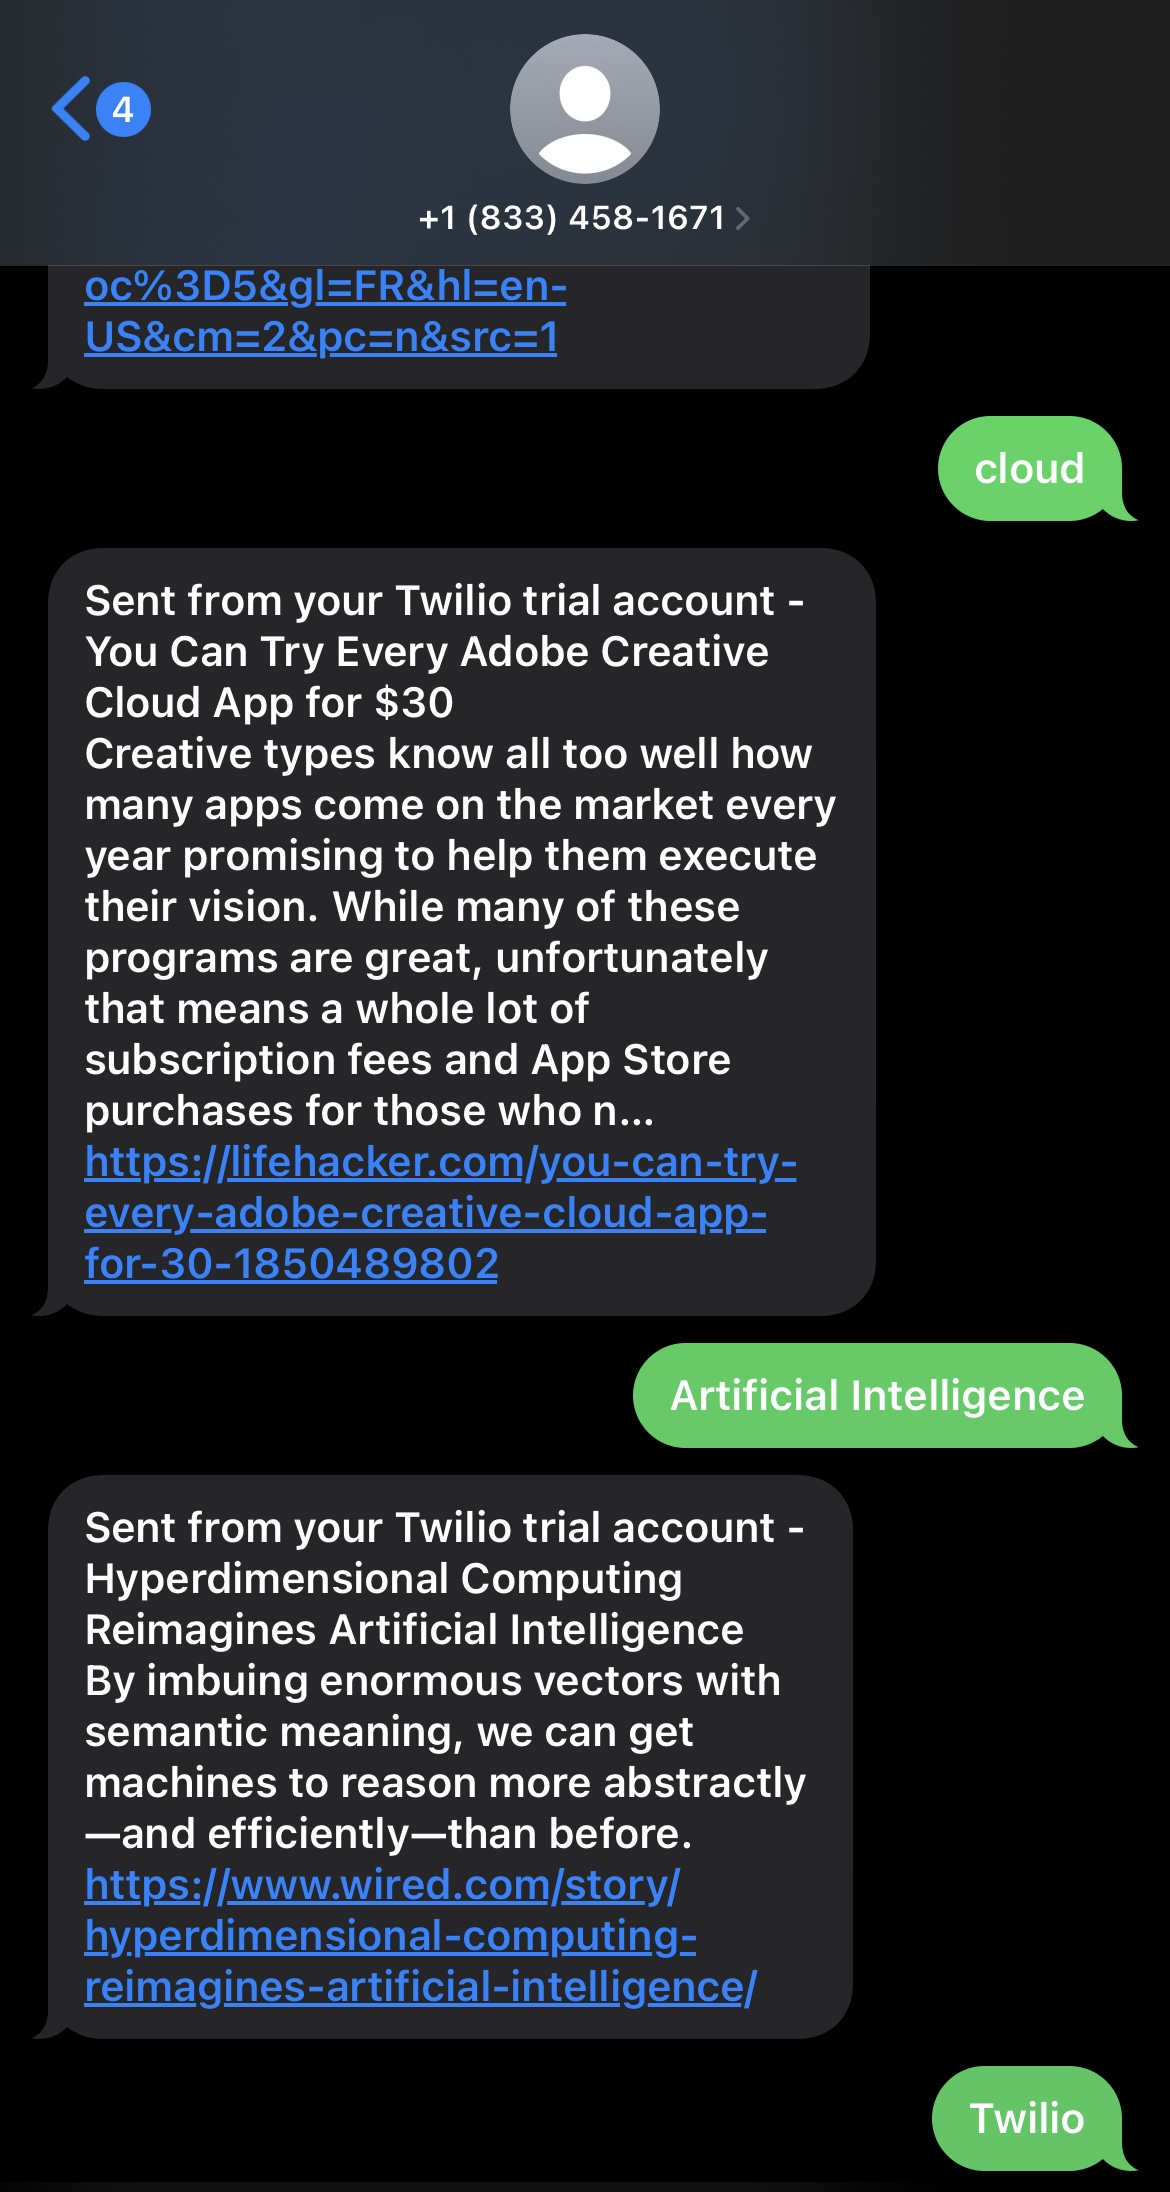 4
+1 (833) 458-1671
oc%3D5&gl=FR&hl=en-
US&cm=2&pc=n&src=1
cloud
Sent from your Twilio trial account -
You Can Try Every Adobe Creative
Cloud App for $30
Creative types know all too well how
many apps come on the market every
year promising to help them execute
their vision. While many of these
programs are great, unfortunately
that means a whole lot of
subscription fees and App Store
purchases for those who n...
https://lifehacker.com/you-can-try-
every-adobe-creative-cloud-app-
for-30-1850489802
Artificial Intelligence
Sent from your Twilio trial account -
Hyperdimensional Computing
Reimagines Artificial Intelligence
By imbuing enormous vectors with
semantic meaning, we can get
machines to reason more abstractly
—and efficiently—than before.
https://www.wired.com/story/
hyperdimensional-computing-
reimagines-artificial-intelligence/
Twilio